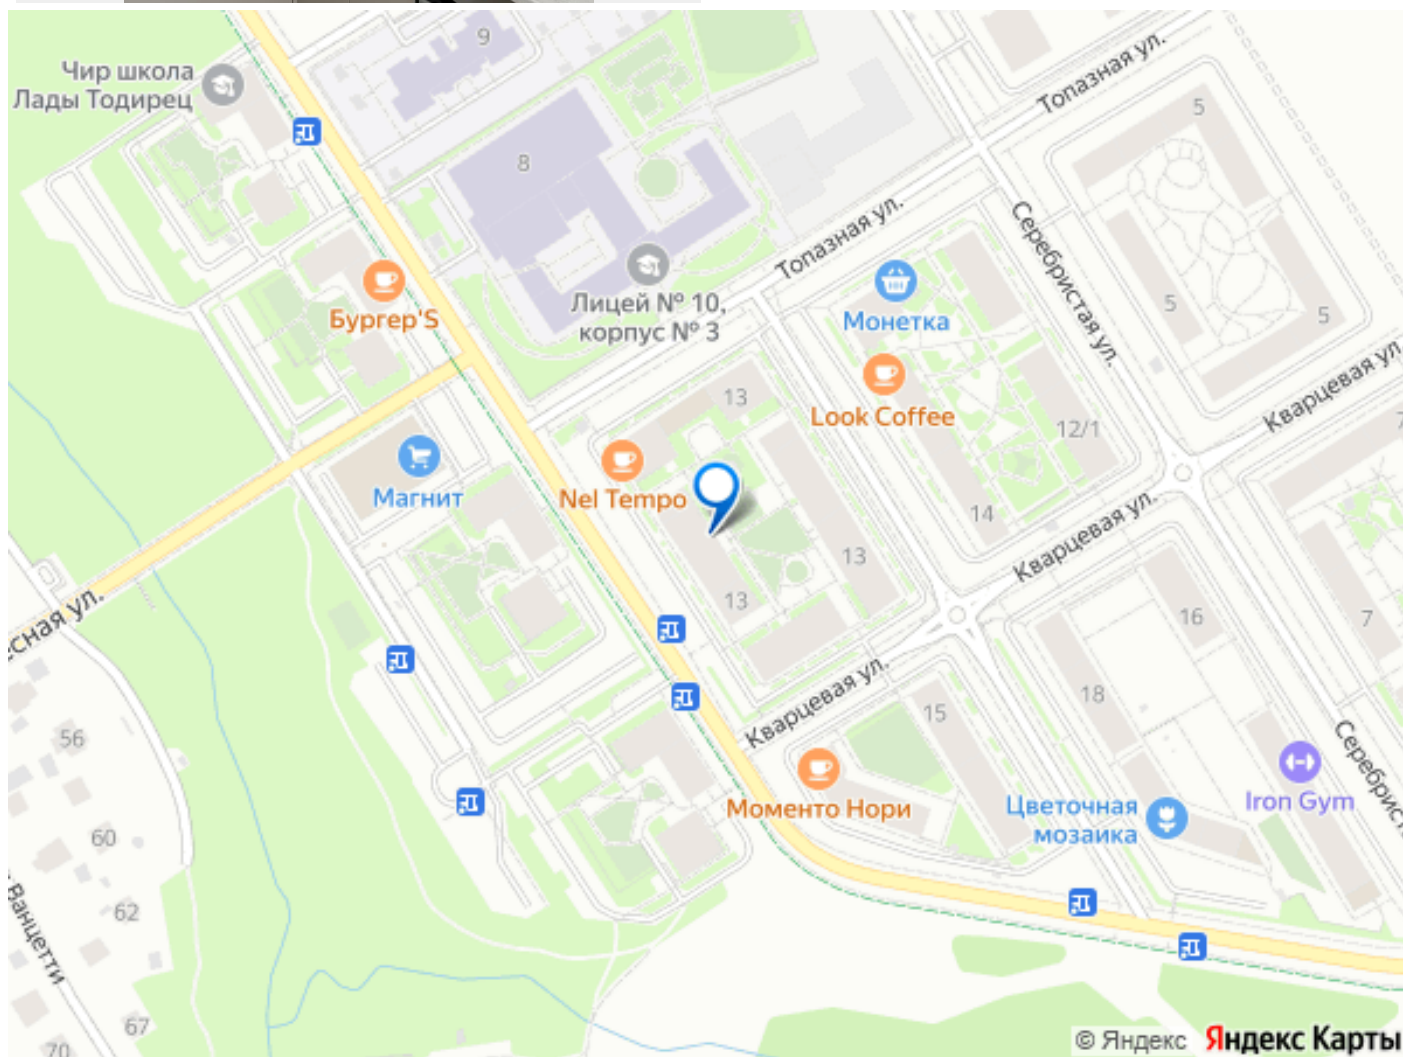 9
Чир школа
Лады Тодирец
Топазная ул.
5
8
Серебристая ул.
Топазная ул.
Лицей № 10,
корпус № 3
Бургер'S
Монетка
5
5
Кварцевая ул.
13
Look Coffee
12/1
7
Магнит
Nel Tempo
14
Кварцевая ул.
13
13
16
7
сная ул.
Кварцевая ул.
18
15
56
Моменто Нори
Цветочная
мозаика
Iron Gym
Серебрист
60
Ванцетти
62
67
70
© Яндекс Яндекс Карты